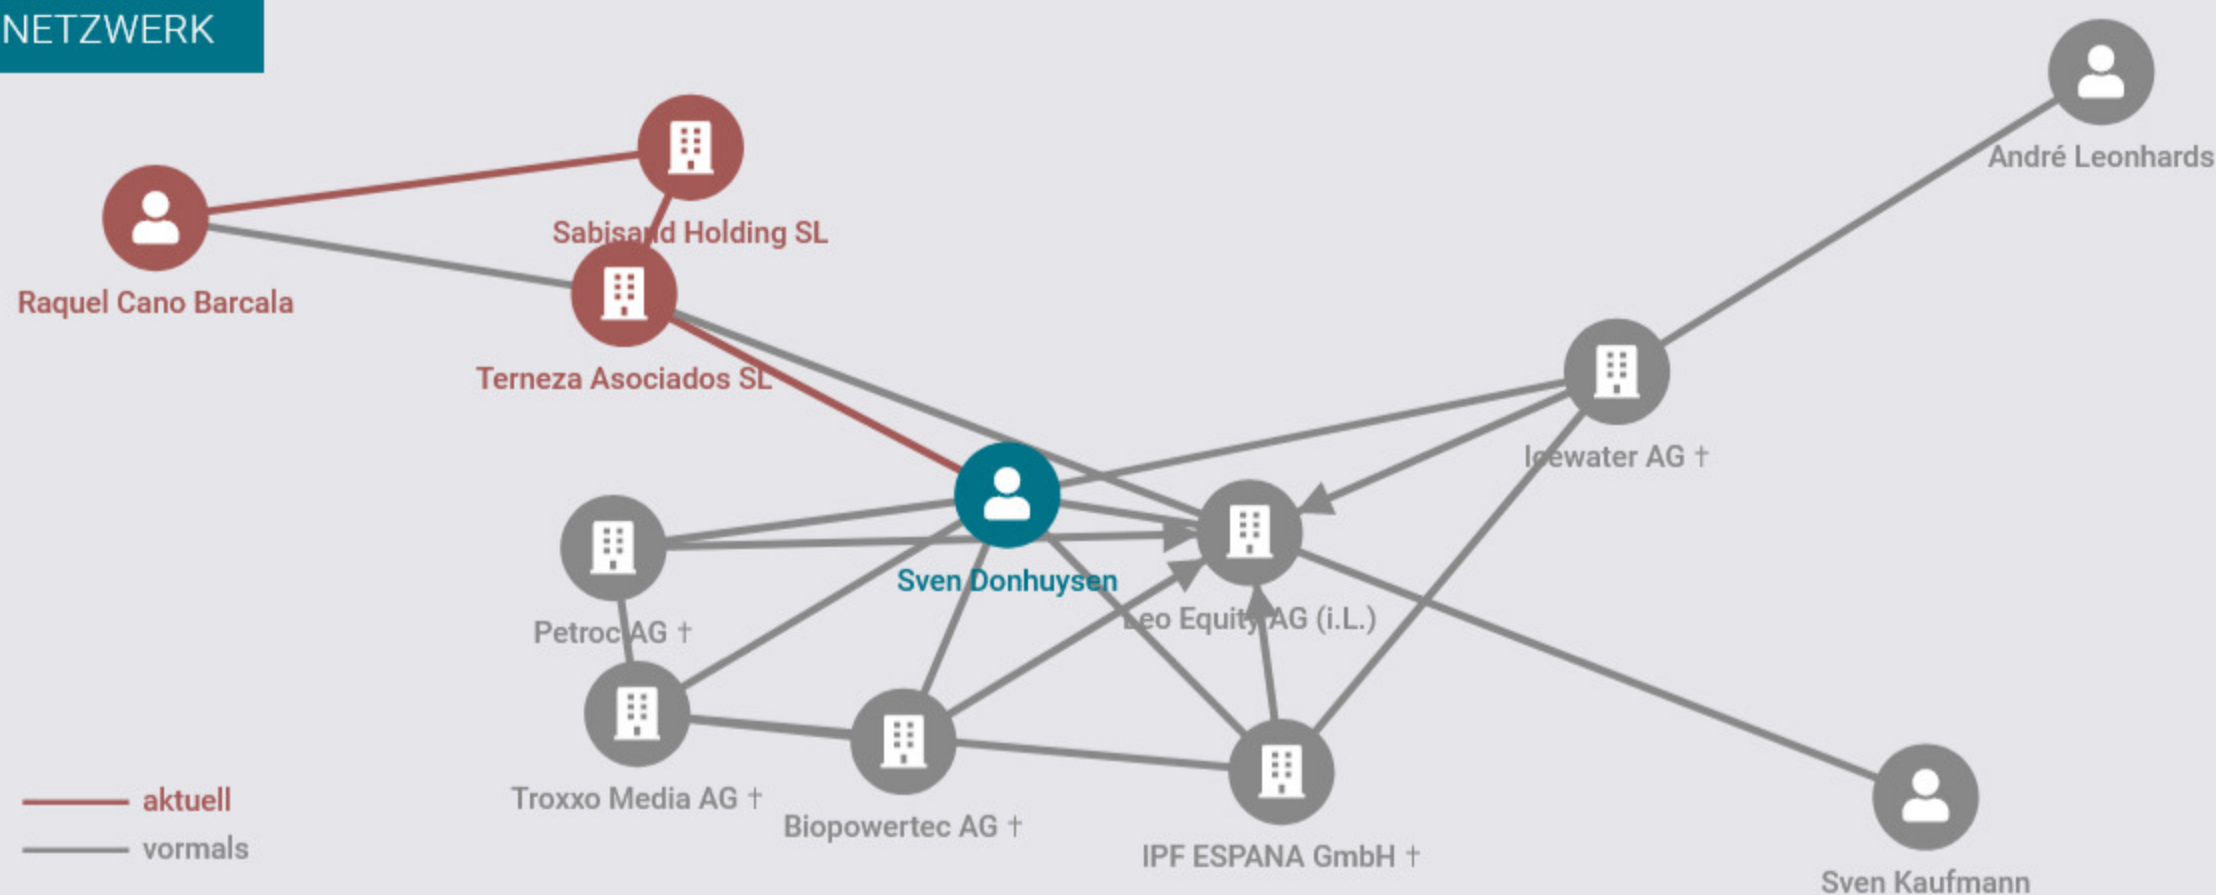 NETZWERK
André Leonhards
Sabisand Holding SL
Raquel Cano Barcala
Terneza Asociados SL
Icewater AG †
Sven Donhuysen
Leo Equity AG (i.L.)
Petroc AG †
Troxxo Media AG †
Biopowertec AG †
IPF ESPANA GmbH †
Sven Kaufmann
aktuell
vormals